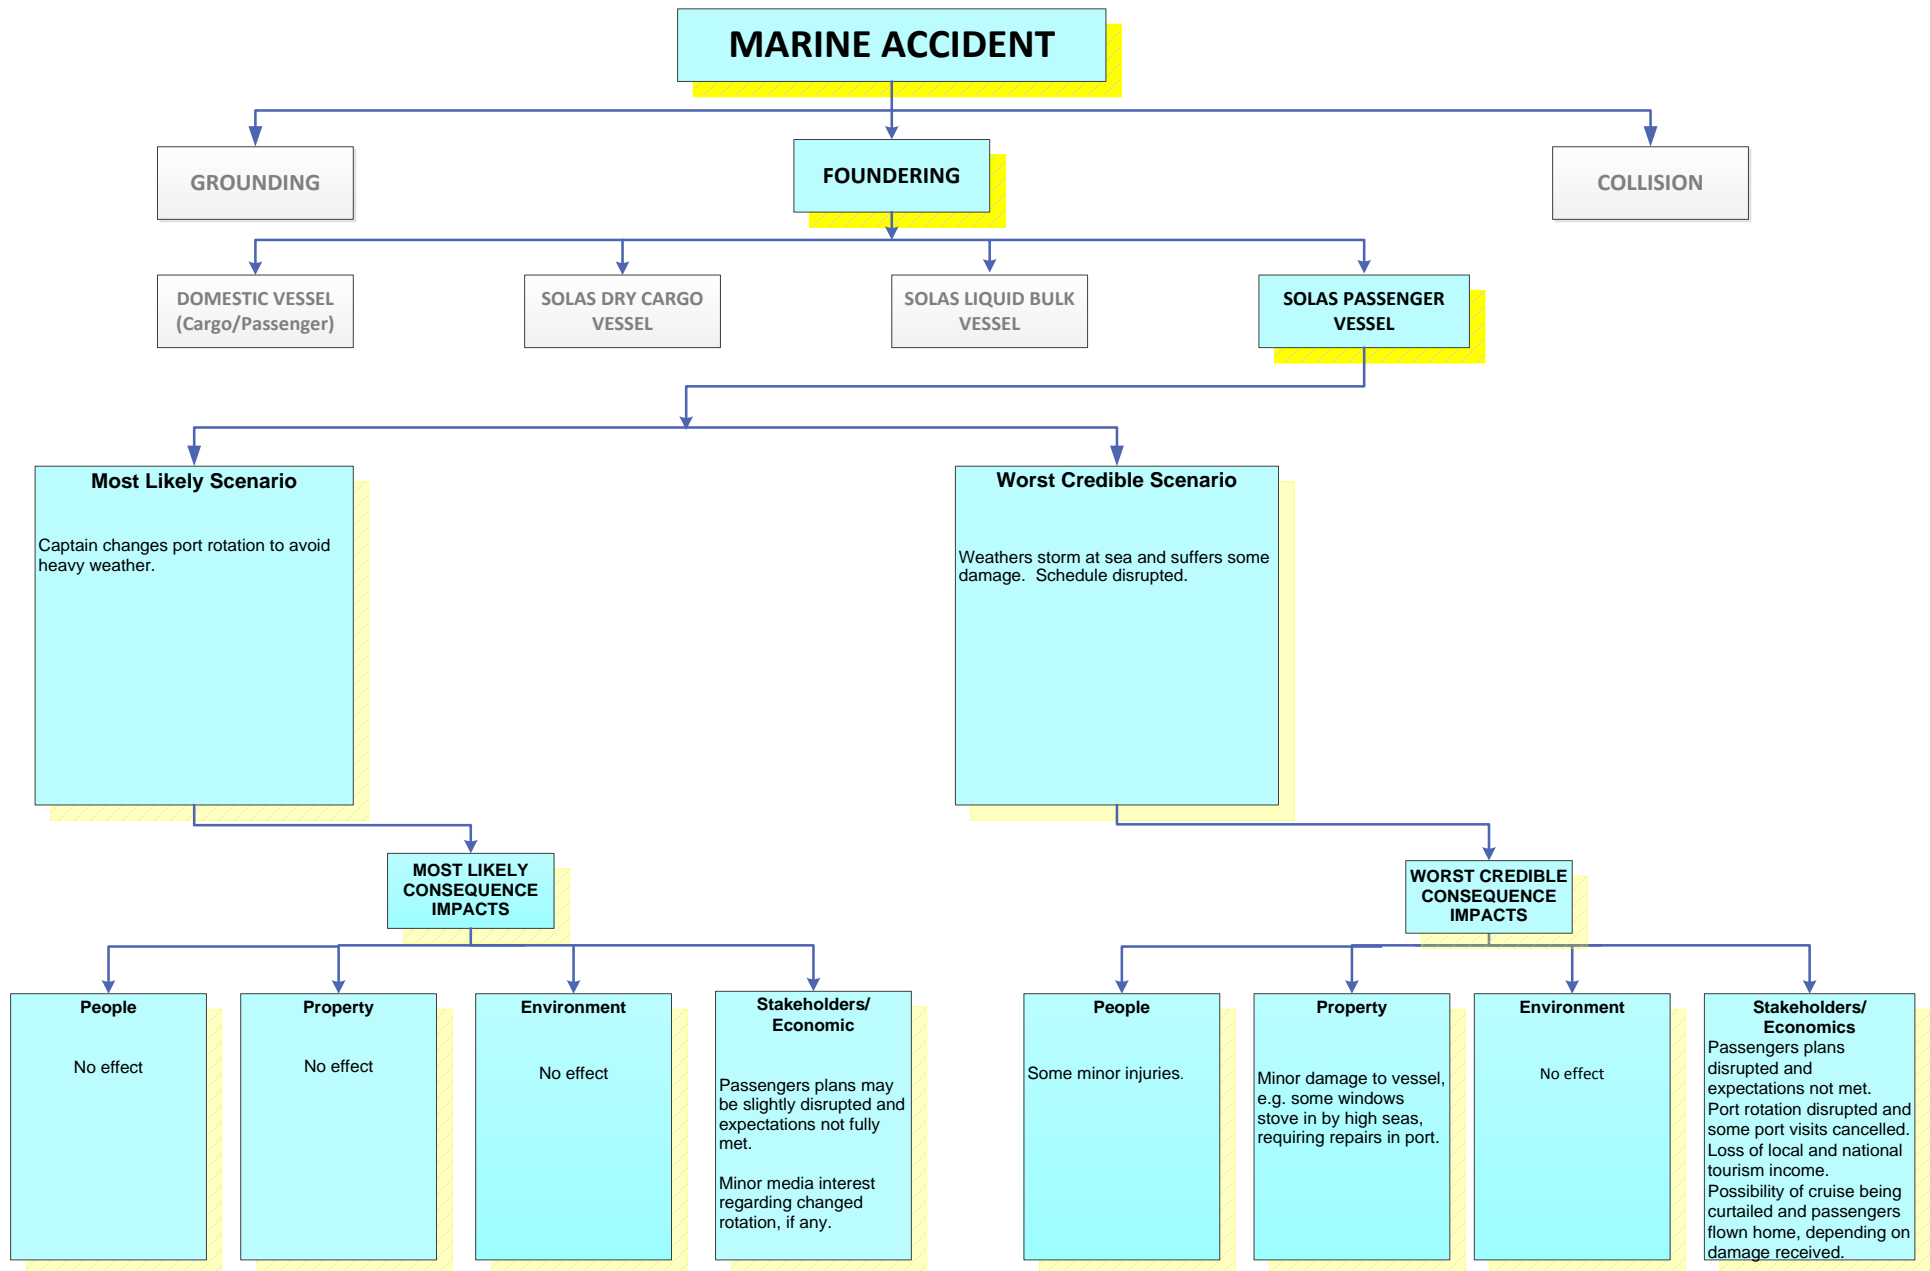 MARINE ACCIDENT
GROUNDING
FOUNDERING
COLLISION
DOMESTIC VESSEL
(Cargo/Passenger)
SOLAS DRY CARGO
VESSEL
SOLAS LIQUID BULK
VESSEL
SOLAS PASSENGER
VESSEL
Most Likely Scenario
Captain changes port rotation to avoid
heavy weather.
Worst Credible Scenario
Weathers storm at sea and suffers some
damage.  Schedule disrupted.
MOST LIKELY
CONSEQUENCE
IMPACTS
WORST CREDIBLE
CONSEQUENCE
IMPACTS
People
No effect
Property
No effect
Environment
No effect
Stakeholders/
Economic
Passengers plans may
be slightly disrupted and
expectations not fully
met.
Minor media interest
regarding changed
rotation, if any.
People
Some minor injuries.
Property
Minor damage to vessel,
e.g. some windows
stove in by high seas,
requiring repairs in port.
Environment
No effect
Stakeholders/
Economics
Passengers plans
disrupted and
expectations not met.
Port rotation disrupted and
some port visits cancelled.
Loss of local and national
tourism income.
Possibility of cruise being
curtailed and passengers
flown home, depending on
damage received.